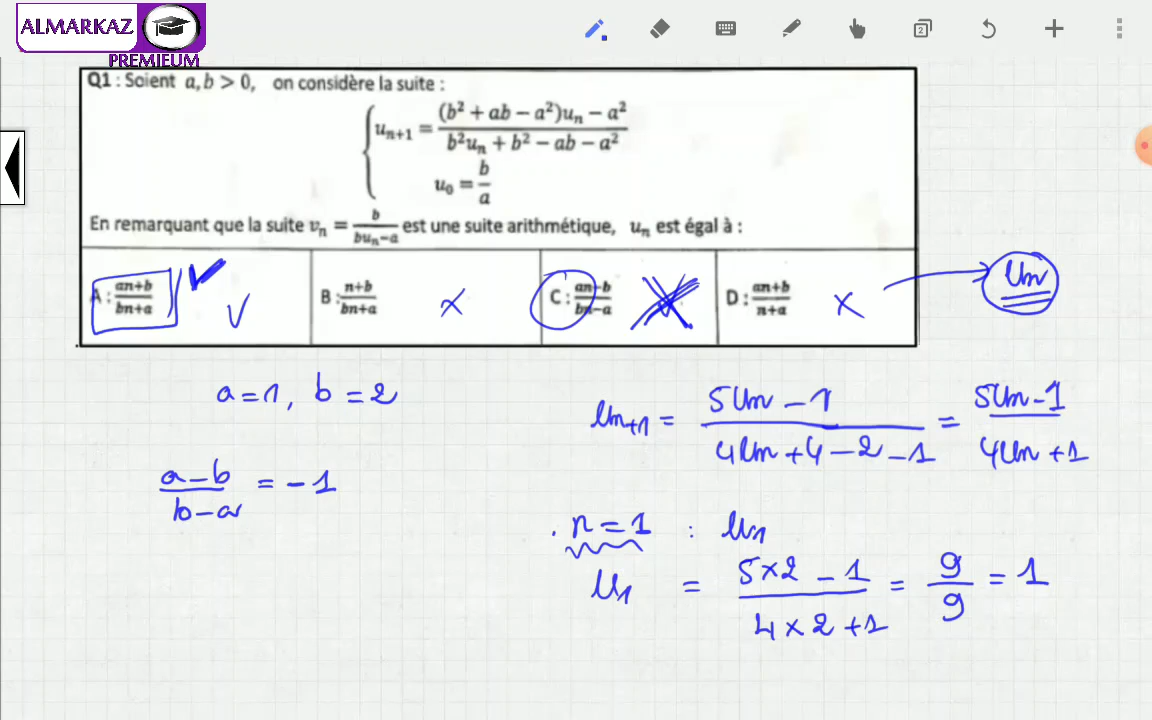 ALMARKAZ
PREMIEUM
2
Q1 : Soient a, b > 0, on considère la suite :
u_{n+1} = ((b² + ab − a²)u_n − a²) / (b²u_n + b² − ab − a²)
u_0 = b/a
En remarquant que la suite v_n = b/(bu_n−a) est une suite arithmétique, u_n est égal à :
A : (an+b)/(bn+a) B : (n+b)/(bn+a) C : (an−b)/(bn−a) D : (an+b)/(n+a)
Un
a = 1, b = 2
U_{n+1} = (5Un − 1)/(4Un + 4 − 2 − 1) = (5Un − 1)/(4Un + 1)
(a − b)/(b − a) = − 1
. n = 1 : U_1
U_1 = (5×2 − 1)/(4×2 + 1) = 9/9 = 1